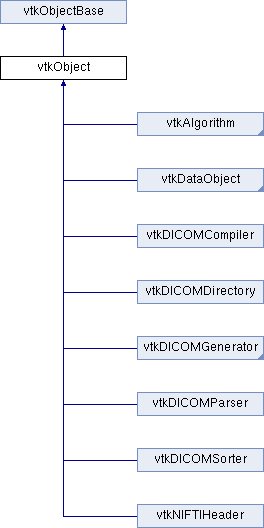 vtkObjectBase
vtkObject
vtkAlgorithm
vtkDataObject
vtkDICOMCompiler
vtkDICOMDirectory
vtkDICOMGenerator
vtkDICOMParser
vtkDICOMSorter
vtkNIFTIHeader